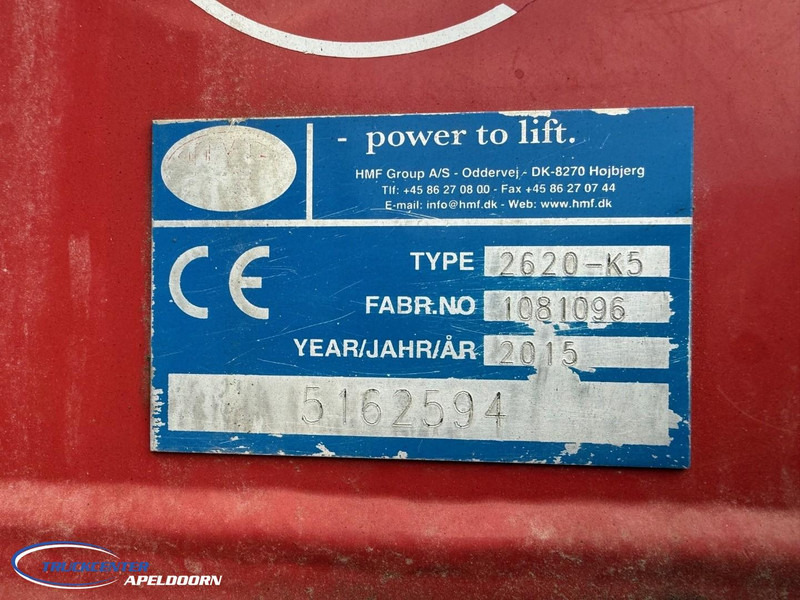 - power to lift.
HMF Group A/S - Oddervej - DK-8270 Hojbjerg
Tlf: +45 86 27 08 00 - Fax +45 86 27 07 44
E-mail: info@hmf.dk - Web: www.hmf.dk
CE
TYPE 2620-K5
FABR.NO 1081096
YEAR/JAHR/ÅR 2015
5162594
TRUCKCENTER
APELDOORN